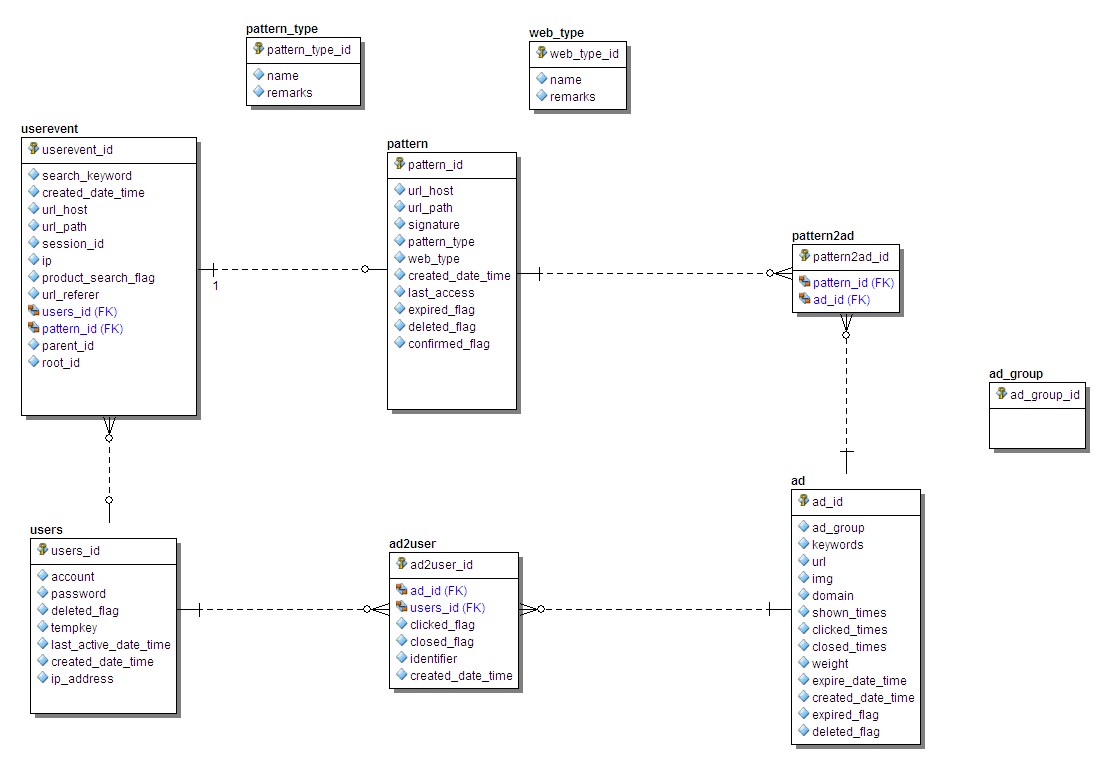 pattern_type
pattern_type_id
name
remarks
web_type
web_type_id
name
remarks
userevent
userevent_id
search_keyword
created_date_time
url_host
url_path
session_id
ip
product_search_flag
url_referer
users_id (FK)
pattern_id (FK)
parent_id
root_id
1
pattern
pattern_id
url_host
url_path
signature
pattern_type
web_type
created_date_time
last_access
expired_flag
deleted_flag
confirmed_flag
pattern2ad
pattern2ad_id
pattern_id (FK)
ad_id (FK)
ad_group
ad_group_id
users
users_id
account
password
deleted_flag
tempkey
last_active_date_time
created_date_time
ip_address
ad2user
ad2user_id
ad_id (FK)
users_id (FK)
clicked_flag
closed_flag
identifier
created_date_time
ad
ad_id
ad_group
keywords
url
img
domain
shown_times
clicked_times
closed_times
weight
expire_date_time
created_date_time
expired_flag
deleted_flag